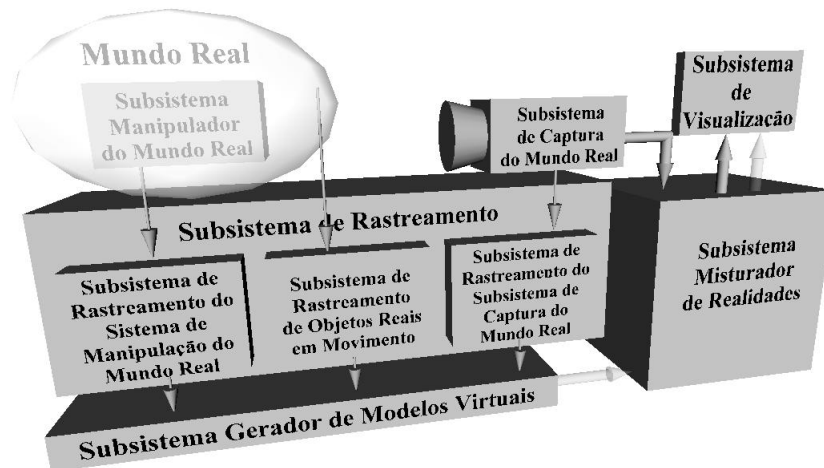 Mundo Real
Subsistema
Manipulador
do Mundo Real
Subsistema
de Captura
do Mundo Real
Subsistema
de
Visualização
Subsistema de Rastreamento
Subsistema de
Rastreamento do
Sistema de
Manipulação do
Mundo Real
Subsistema de
Rastreamento
de Objetos Reais
em Movimento
Subsistema de
Rastreamento do
Subsistema de
Captura do
Mundo Real
Subsistema
Misturador
de Realidades
Subsistema Gerador de Modelos Virtuais